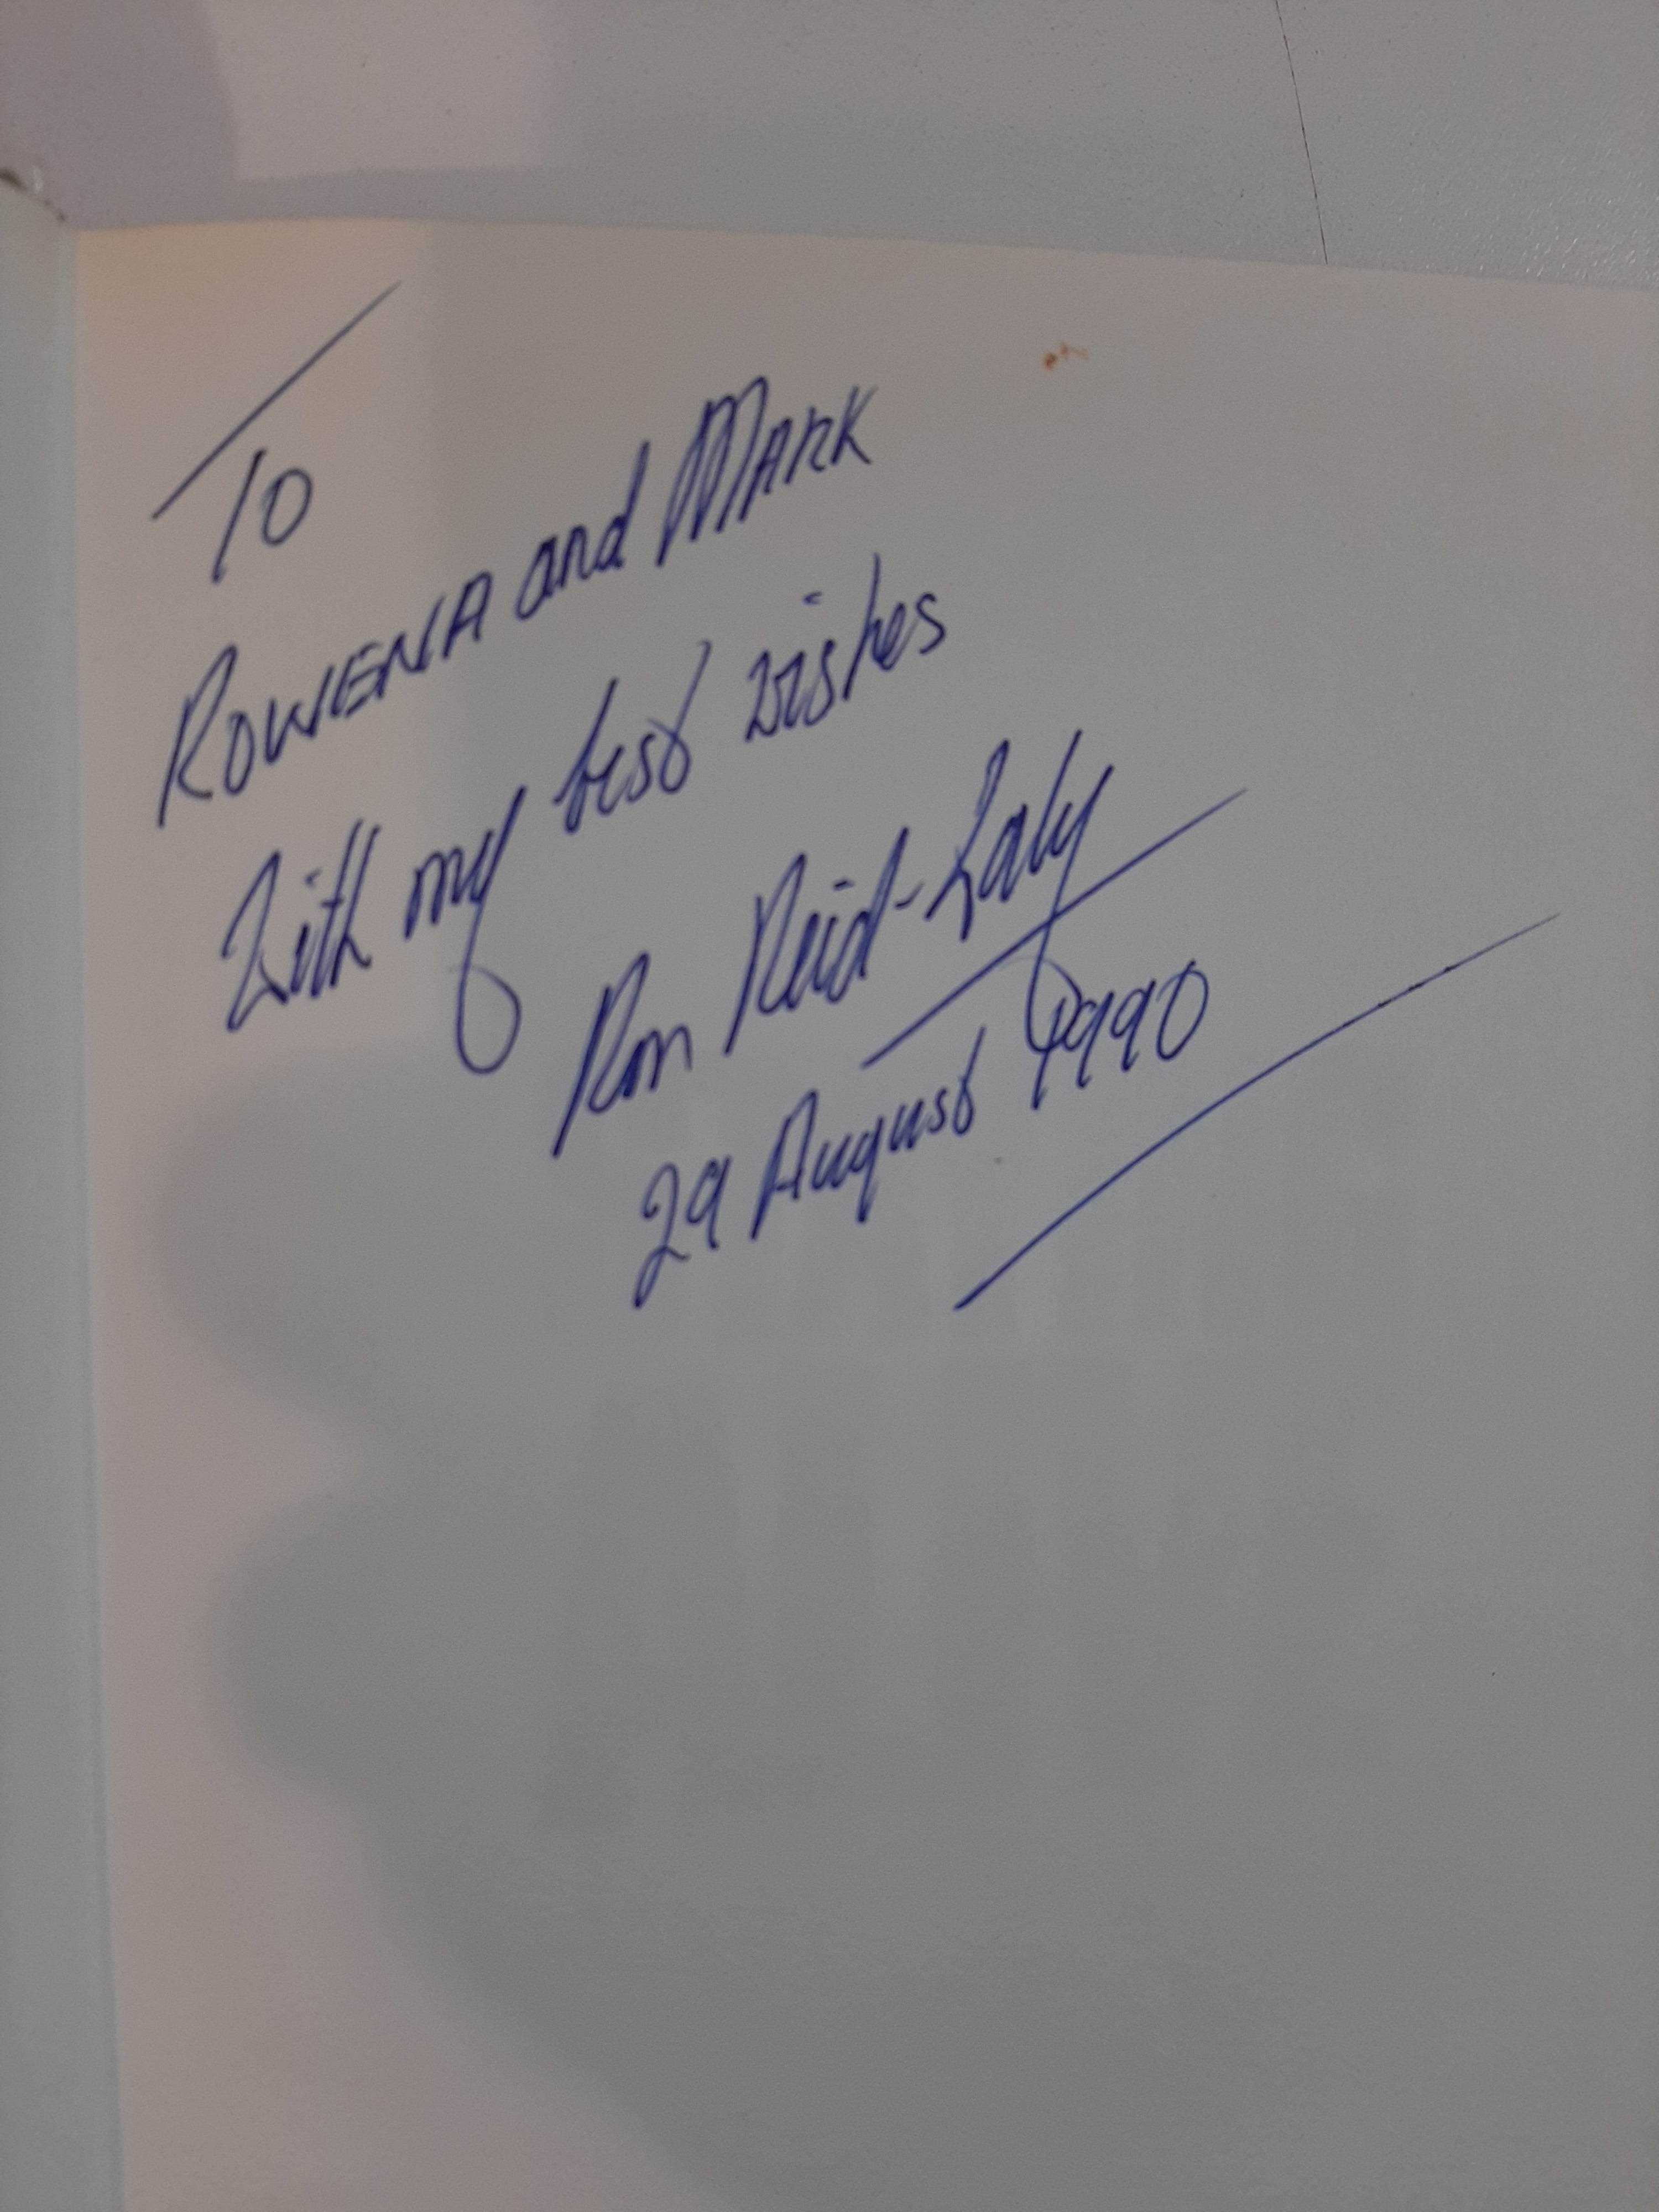 To
ROWENA and MARK
With my best wishes
Ron Reid-Daly
29 August 1990